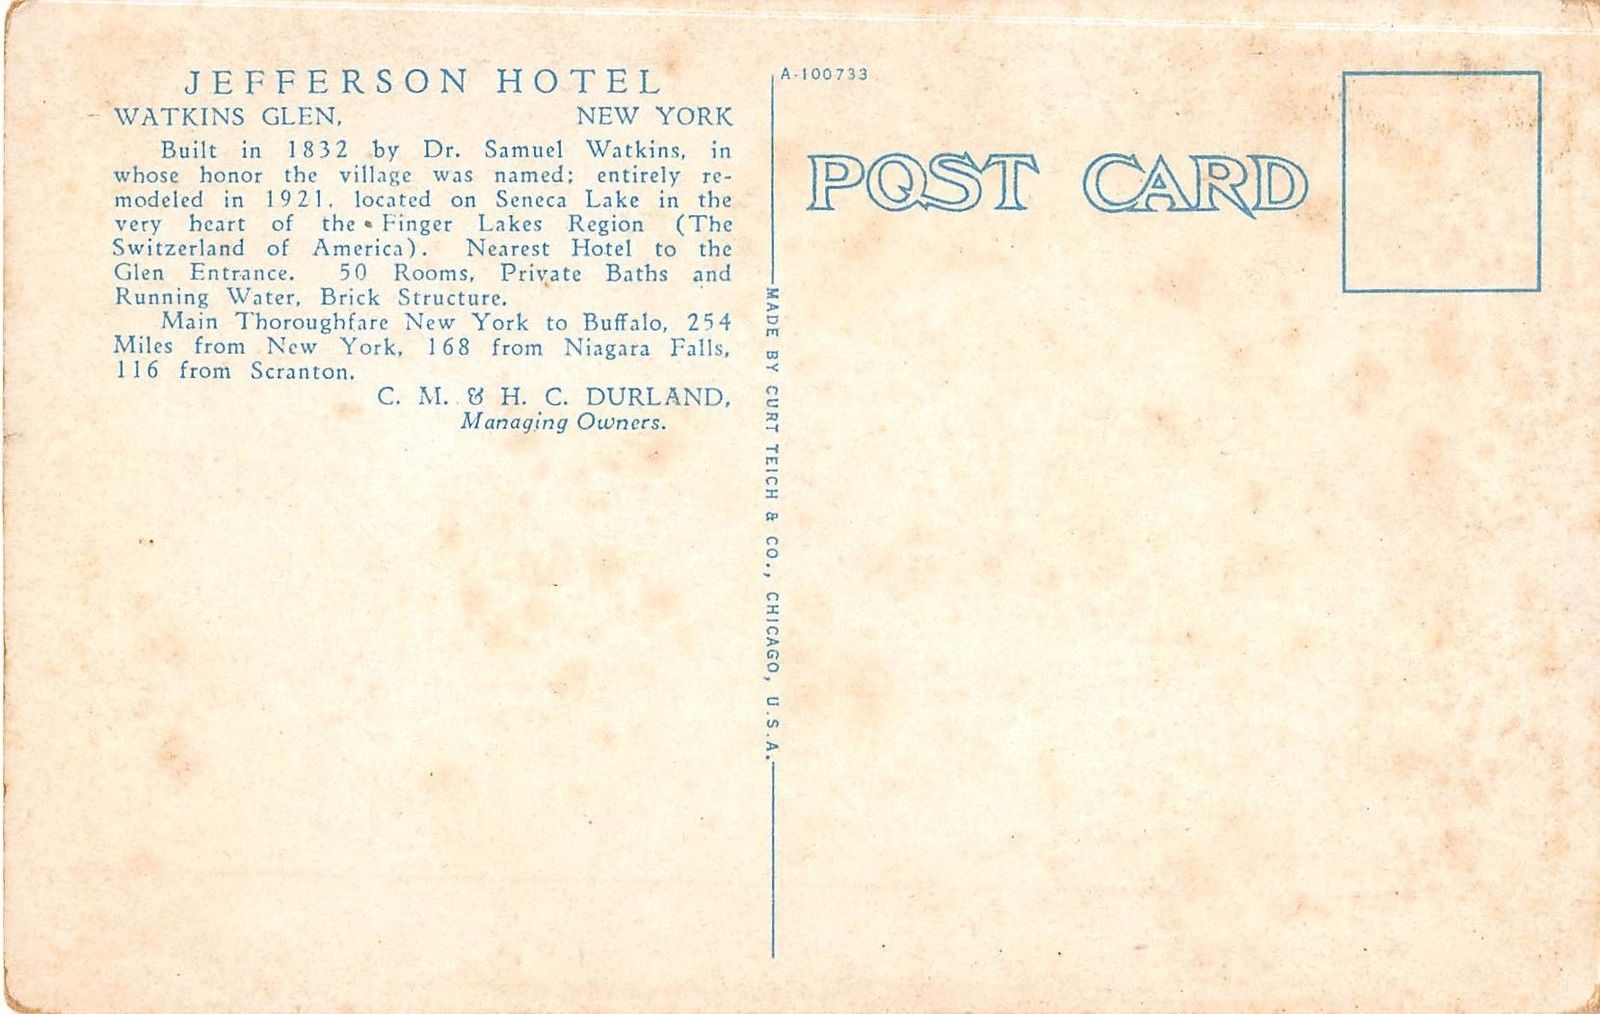 JEFFERSON HOTEL
WATKINS GLEN, NEW YORK
Built in 1832 by Dr. Samuel Watkins, in
whose honor the village was named; entirely re-
modeled in 1921, located on Seneca Lake in the
very heart of the Finger Lakes Region (The
Switzerland of America). Nearest Hotel to the
Glen Entrance. 50 Rooms, Private Baths and
Running Water, Brick Structure.
Main Thoroughfare New York to Buffalo, 254
Miles from New York, 168 from Niagara Falls,
116 from Scranton.
C. M. & H. C. DURLAND,
Managing Owners.
MADE BY CURT TEICH & CO., CHICAGO, U.S.A.
A-100733
POST CARD